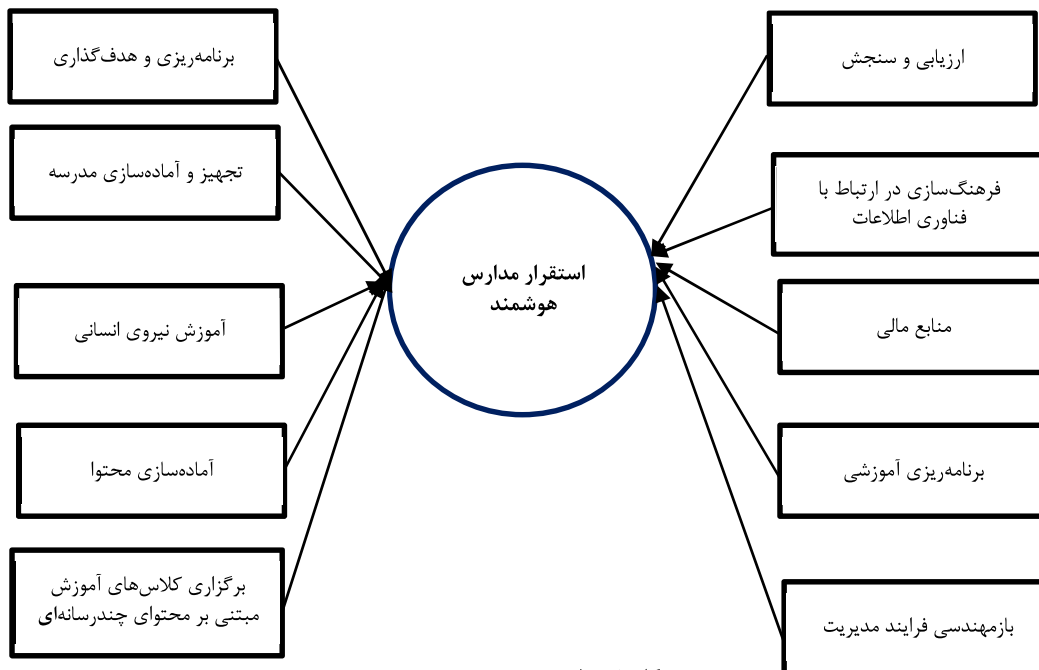 برنامه‌ریزی و هدف‌گذاری
تجهیز و آماده‌سازی مدرسه
آموزش نیروی انسانی
آماده‌سازی محتوا
برگزاری کلاس‌های آموزش
مبتنی بر محتوای چندرسانه‌ای
استقرار مدارس
هوشمند
ارزیابی و سنجش
فرهنگ‌سازی در ارتباط با
فناوری اطلاعات
منابع مالی
برنامه‌ریزی آموزشی
بازمهندسی فرایند مدیریت